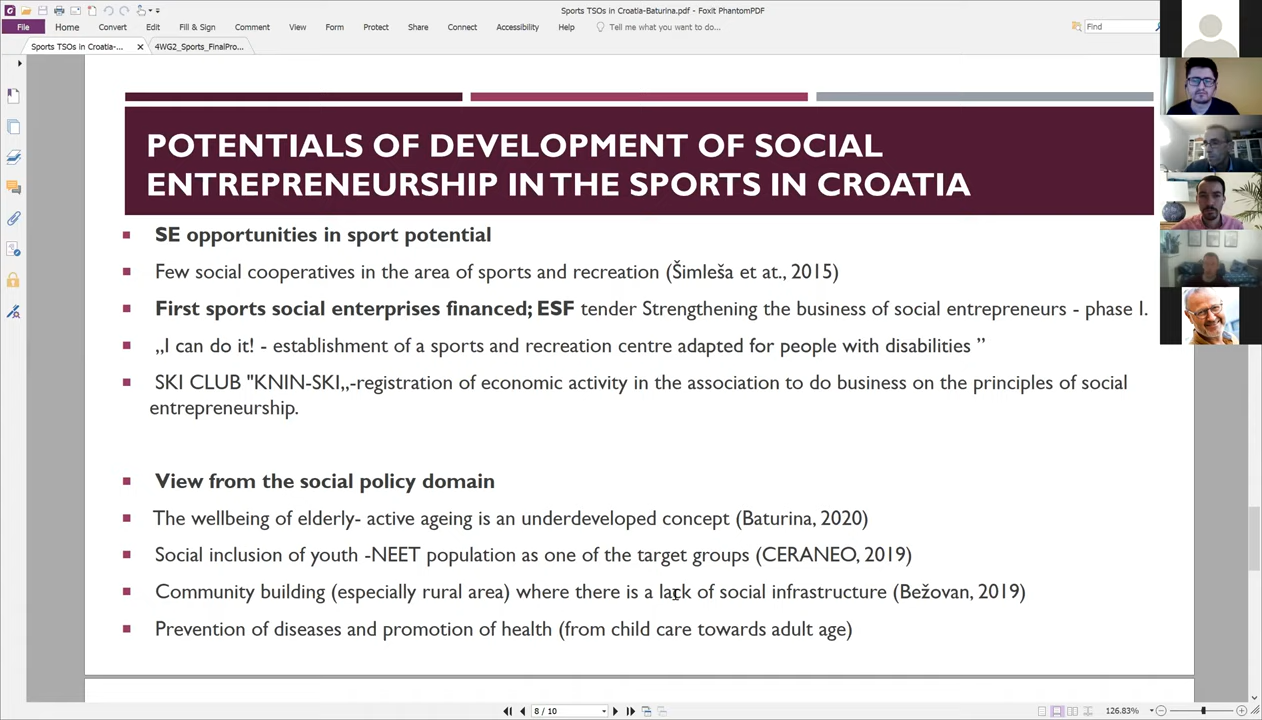 Sports TSOs in Croatia-Baturina.pdf - Foxit PhantomPDF
File Home Convert Edit Fill & Sign Comment View Form Protect Share Connect Accessibility Help Tell me what you want to do... Find
Sports TSOs in Croatia-... 4WG2_Sports_FinalPro...
POTENTIALS OF DEVELOPMENT OF SOCIAL
ENTREPRENEURSHIP IN THE SPORTS IN CROATIA
SE opportunities in sport potential
Few social cooperatives in the area of sports and recreation (Šimleša et at., 2015)
First sports social enterprises financed; ESF tender Strengthening the business of social entrepreneurs - phase I.
„I can do it! - establishment of a sports and recreation centre adapted for people with disabilities ”
SKI CLUB "KNIN-SKI„-registration of economic activity in the association to do business on the principles of social
entrepreneurship.
View from the social policy domain
The wellbeing of elderly- active ageing is an underdeveloped concept (Baturina, 2020)
Social inclusion of youth -NEET population as one of the target groups (CERANEO, 2019)
Community building (especially rural area) where there is a lack of social infrastructure (Bežovan, 2019)
Prevention of diseases and promotion of health (from child care towards adult age)
8 / 10 126.83%